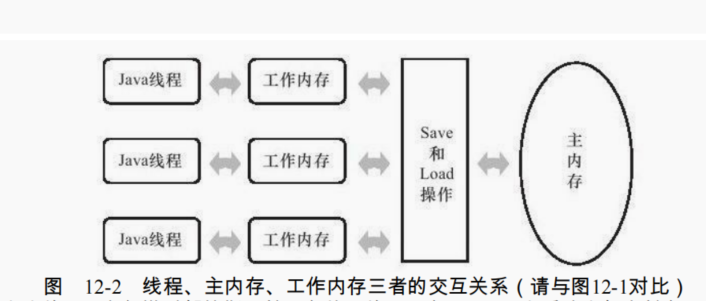 Java线程 工作内存
Save
和
Load
操作
主
内
存
Java线程 工作内存
Java线程 工作内存
图 12-2 线程、主内存、工作内存三者的交互关系（请与图12-1对比）